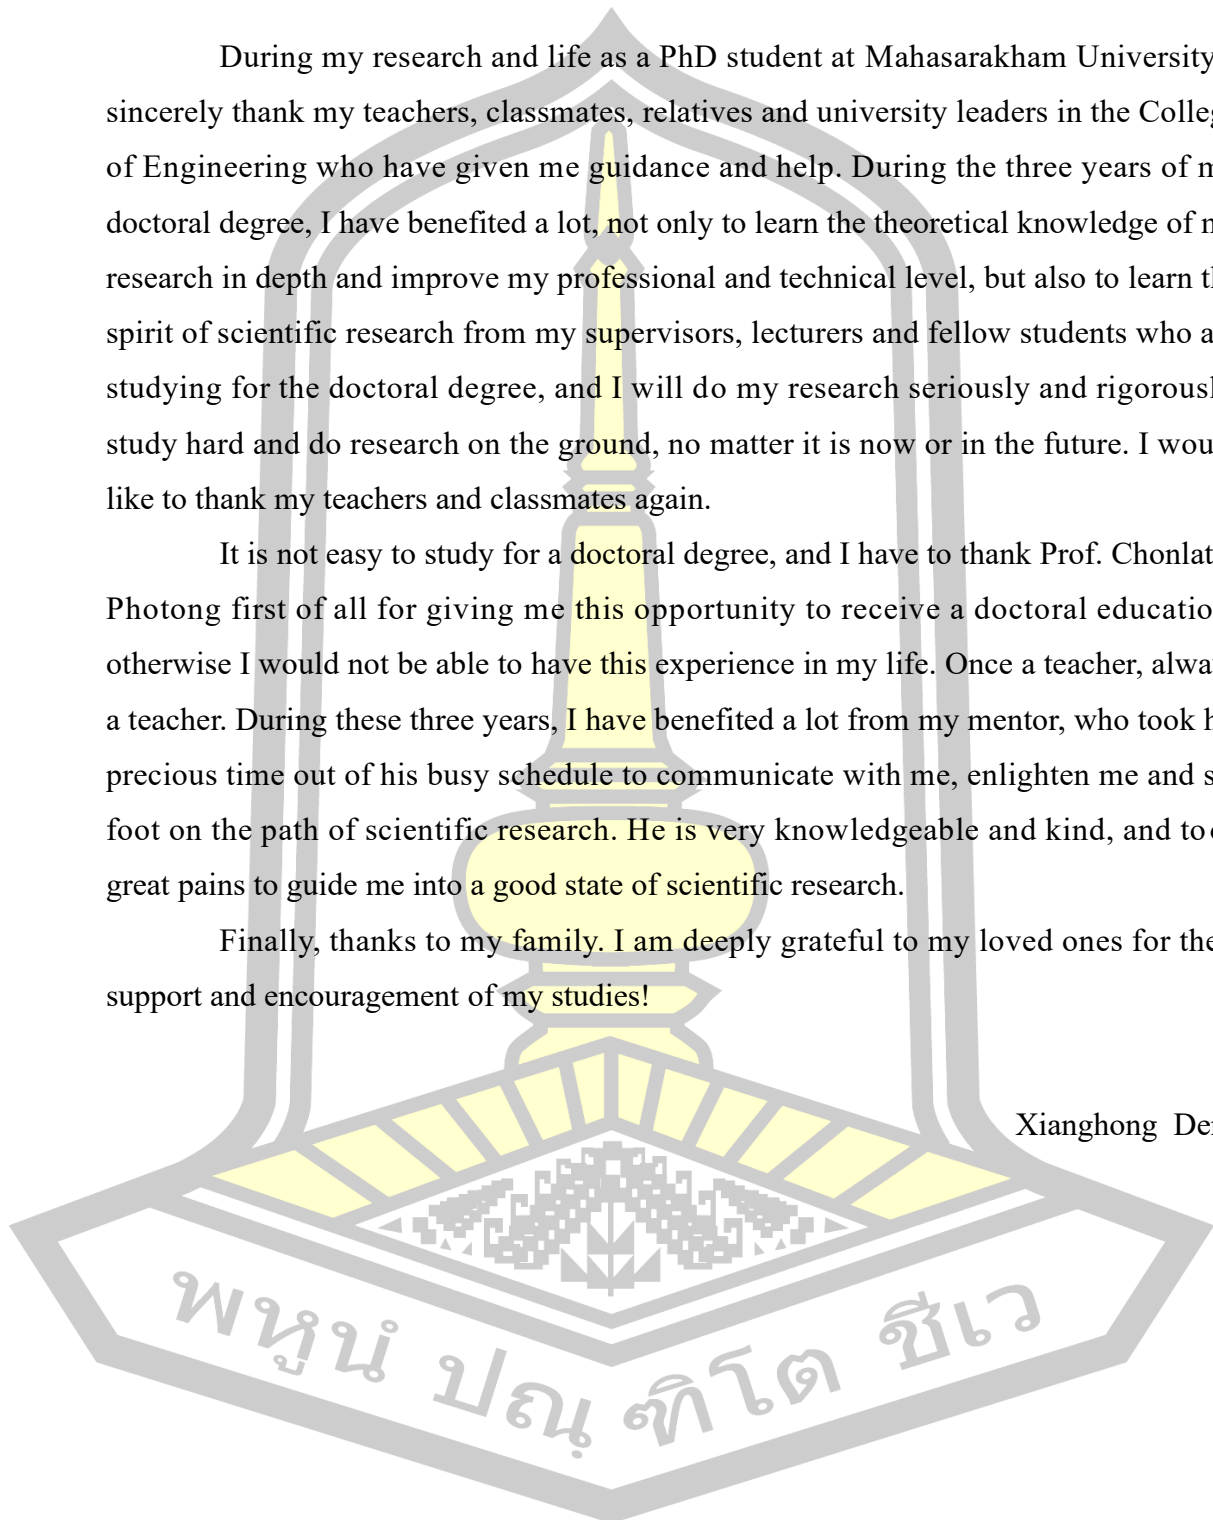 During my research and life as a PhD student at Mahasarakham University
sincerely thank my teachers, classmates, relatives and university leaders in the
of Engineering who have given me guidance and help. During the three years of
doctoral degree, I have benefited a lot, not only to learn the theoretical knowledge of
research in depth and improve my professional and technical level, but also to learn
spirit of scientific research from my supervisors, lecturers and fellow students who
studying for the doctoral degree, and I will do my research seriously and
study hard and do research on the ground, no matter it is now or in the future. I
like to thank my teachers and classmates again.
It is not easy to study for a doctoral degree, and I have to thank Prof.
Photong first of all for giving me this opportunity to receive a doctoral
otherwise I would not be able to have this experience in my life. Once a teacher,
a teacher. During these three years, I have benefited a lot from my mentor, who took
precious time out of his busy schedule to communicate with me, enlighten me and
foot on the path of scientific research. He is very knowledgeable and kind, and
great pains to guide me into a good state of scientific research.
Finally, thanks to my family. I am deeply grateful to my loved ones for
support and encouragement of my studies!
Xianghong
พหูนํ ปณฺ ฑิโต ชีเว